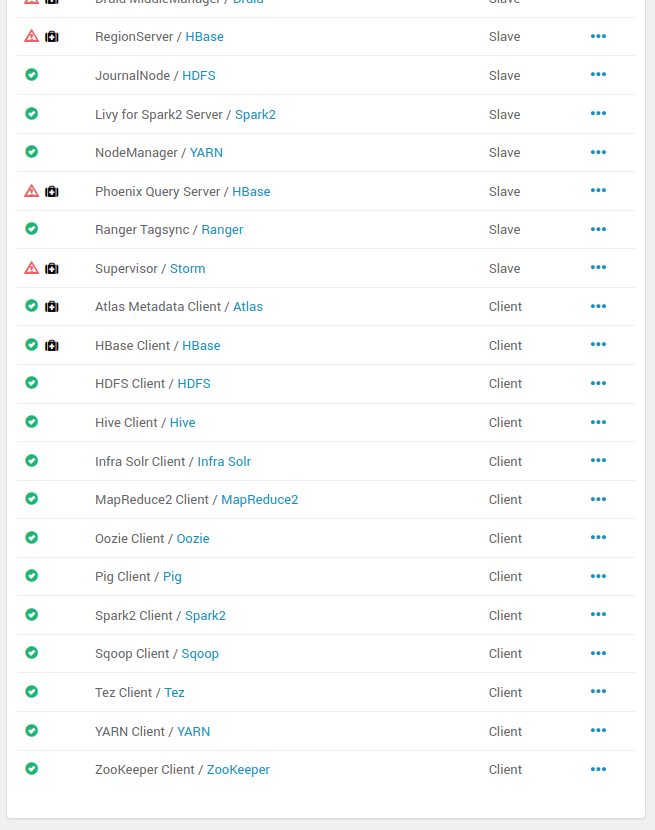 Druid MiddleManager / Druid Slave
RegionServer / HBase Slave
JournalNode / HDFS Slave
Livy for Spark2 Server / Spark2 Slave
NodeManager / YARN Slave
Phoenix Query Server / HBase Slave
Ranger Tagsync / Ranger Slave
Supervisor / Storm Slave
Atlas Metadata Client / Atlas Client
HBase Client / HBase Client
HDFS Client / HDFS Client
Hive Client / Hive Client
Infra Solr Client / Infra Solr Client
MapReduce2 Client / MapReduce2 Client
Oozie Client / Oozie Client
Pig Client / Pig Client
Spark2 Client / Spark2 Client
Sqoop Client / Sqoop Client
Tez Client / Tez Client
YARN Client / YARN Client
ZooKeeper Client / ZooKeeper Client